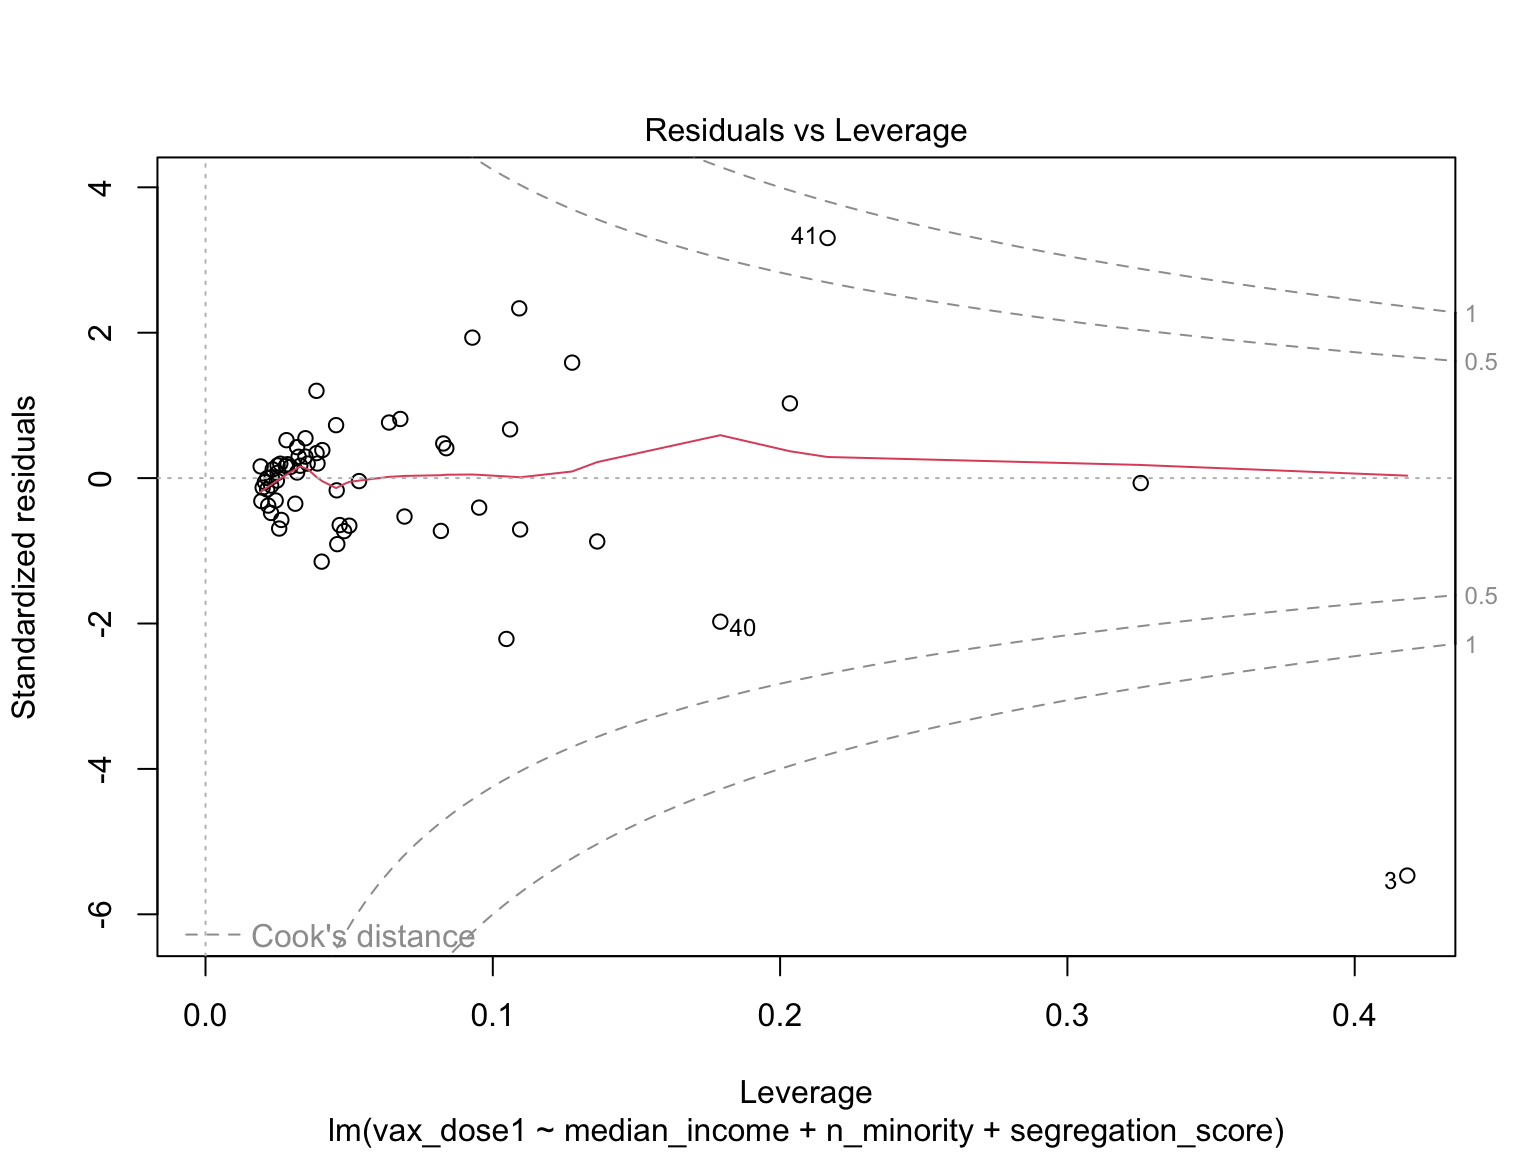 Residuals vs Leverage
Standardized residuals
4
2
0
-2
-4
-6
41
40
3
1
0.5
0.5
1
Cook's distance
0.0 0.1 0.2 0.3 0.4
Leverage
lm(vax_dose1 ~ median_income + n_minority + segregation_score)